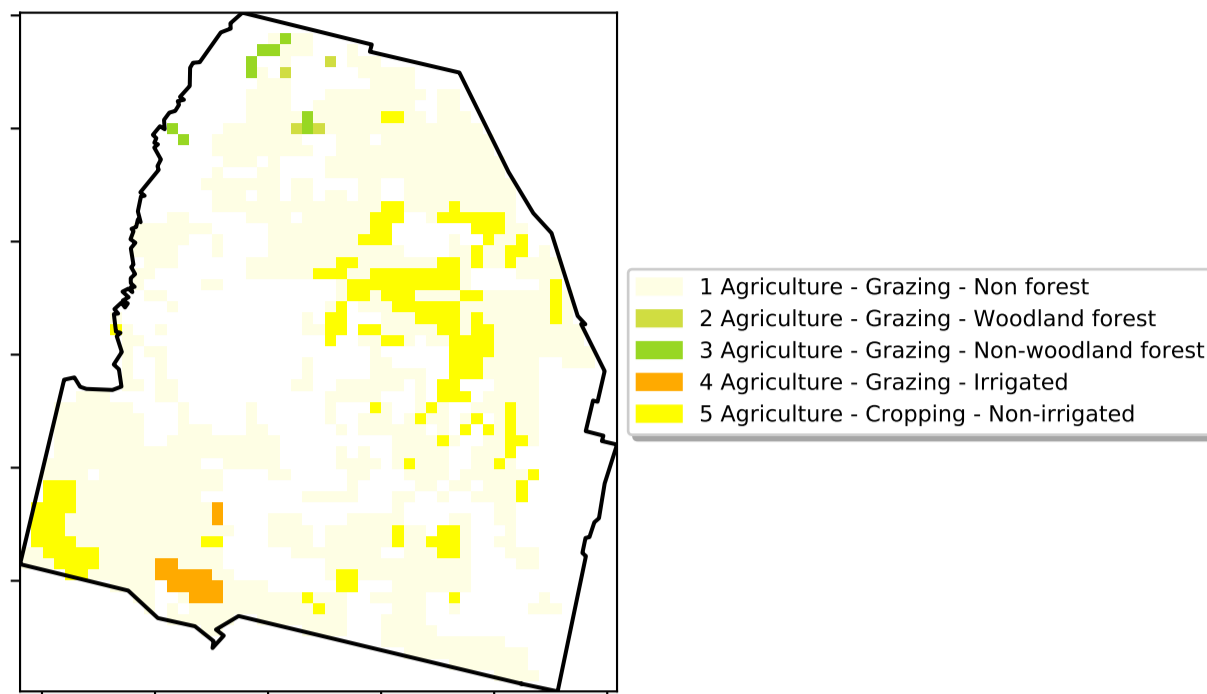 1 Agriculture - Grazing - Non forest
2 Agriculture - Grazing - Woodland forest
3 Agriculture - Grazing - Non-woodland forest
4 Agriculture - Grazing - Irrigated
5 Agriculture - Cropping - Non-irrigated